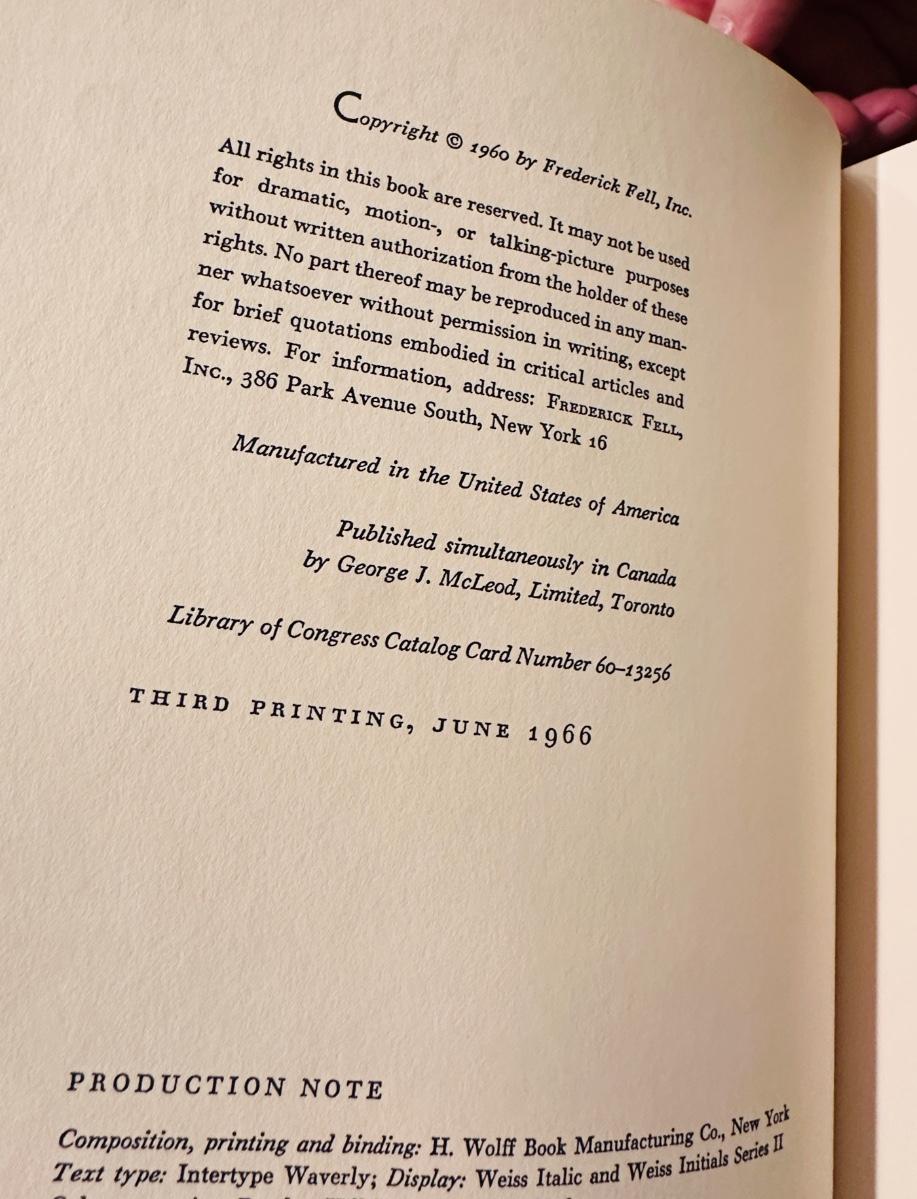 Copyright © 1960 by Frederick Fell, Inc.
All rights in this book are reserved. It may not be used
for dramatic, motion-, or talking-picture purposes
without written authorization from the holder of these
rights. No part thereof may be reproduced in any man-
ner whatsoever without permission in writing, except
for brief quotations embodied in critical articles and
reviews. For information, address: FREDERICK FELL,
INC., 386 Park Avenue South, New York 16
Manufactured in the United States of America
Published simultaneously in Canada
by George J. McLeod, Limited, Toronto
Library of Congress Catalog Card Number 60–13256
THIRD PRINTING, JUNE 1966
PRODUCTION NOTE
Composition, printing and binding: H. Wolff Book Manufacturing Co., New York
Text type: Intertype Waverly; Display: Weiss Italic and Weiss Initials Series II